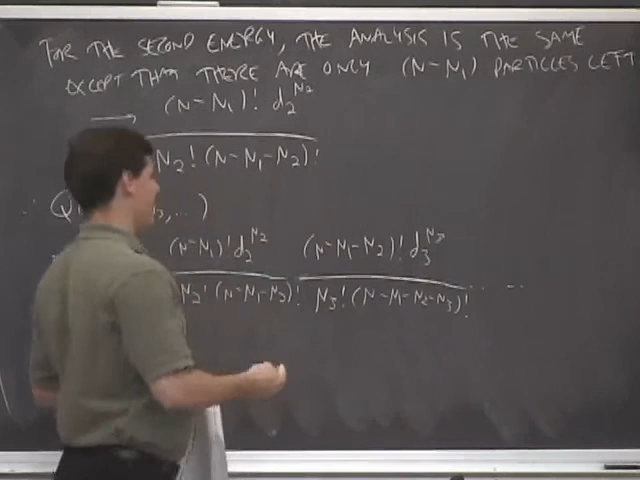 FOR THE SECOND ENERGY, THE ANALYSIS IS THE SAME
EXCEPT THAT THERE ARE ONLY (N-N₁) PARTICLES LEFT
→ (N-N₁)! d₂^N₂
N₂! (N-N₁-N₂)!
∴ Q( ...)
(N-N₁)! d₂^N₂ (N-N₁-N₂)! d₃^N₃
N₂! (N-N₁-N₂)! N₃! (N-N₁-N₂-N₃)! ...